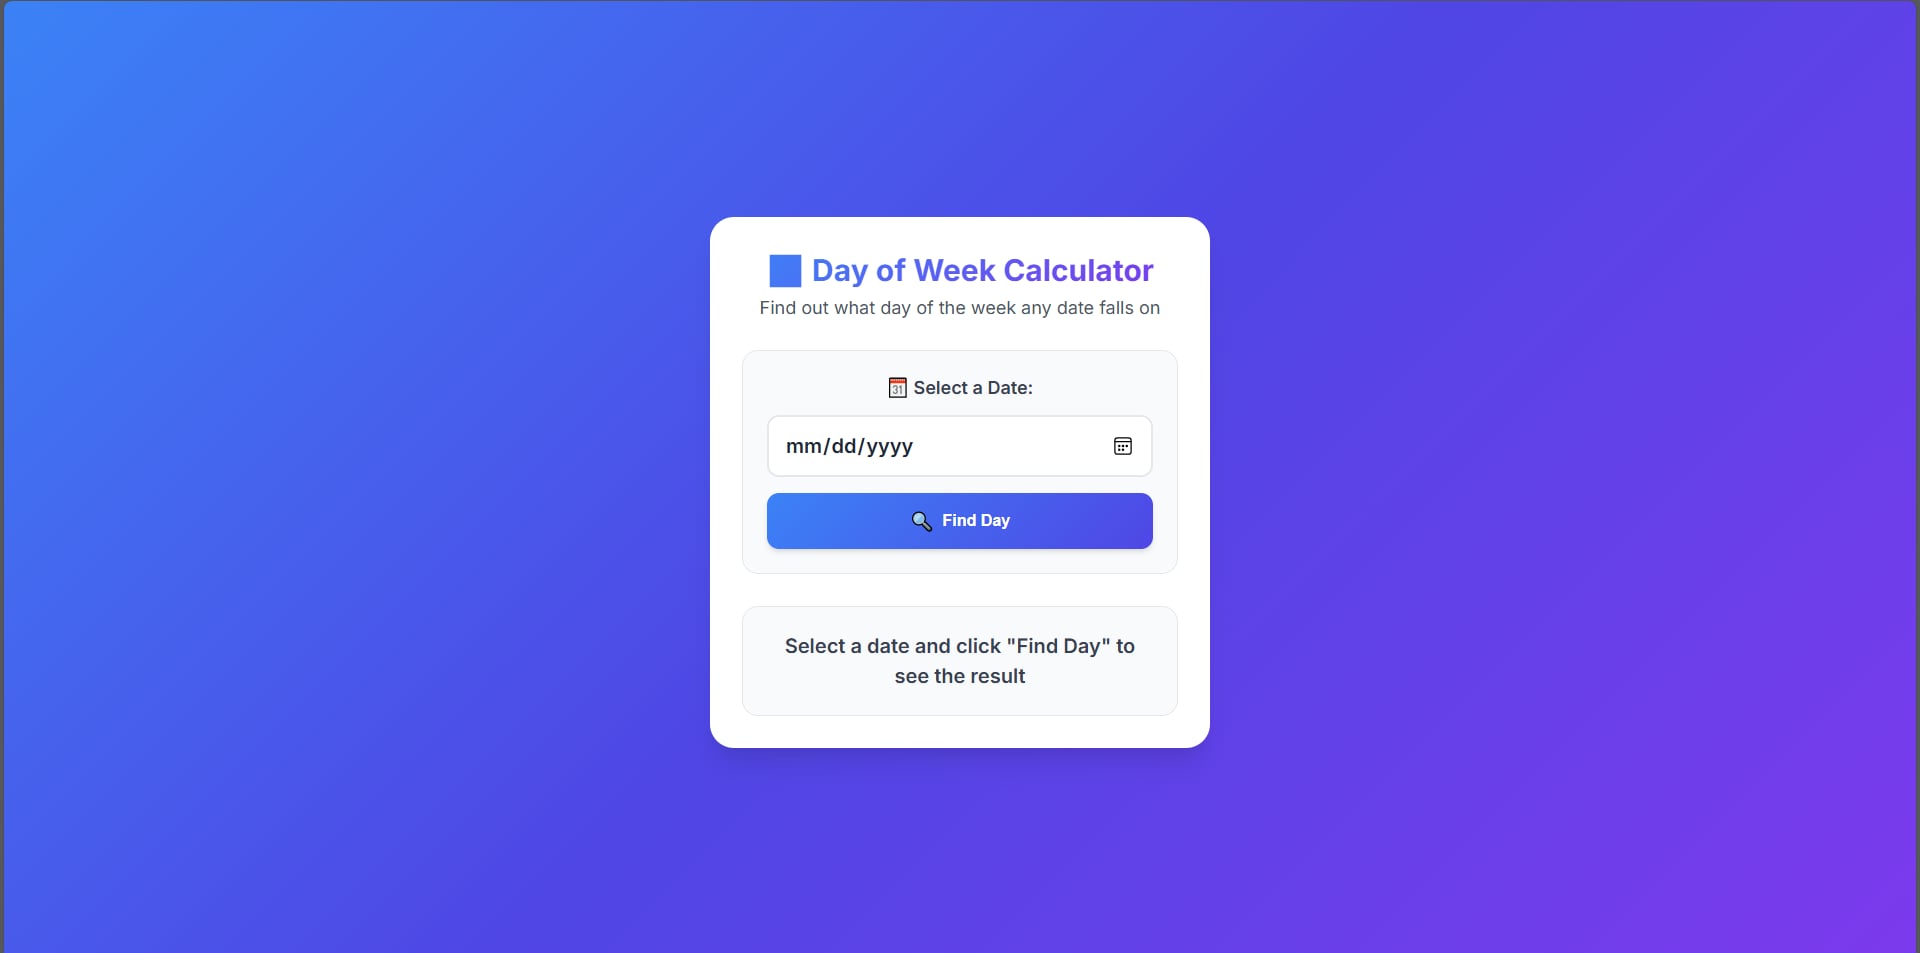 Day of Week Calculator
Find out what day of the week any date falls on
31 Select a Date:
mm/dd/yyyy
Find Day
Select a date and click "Find Day" to
see the result